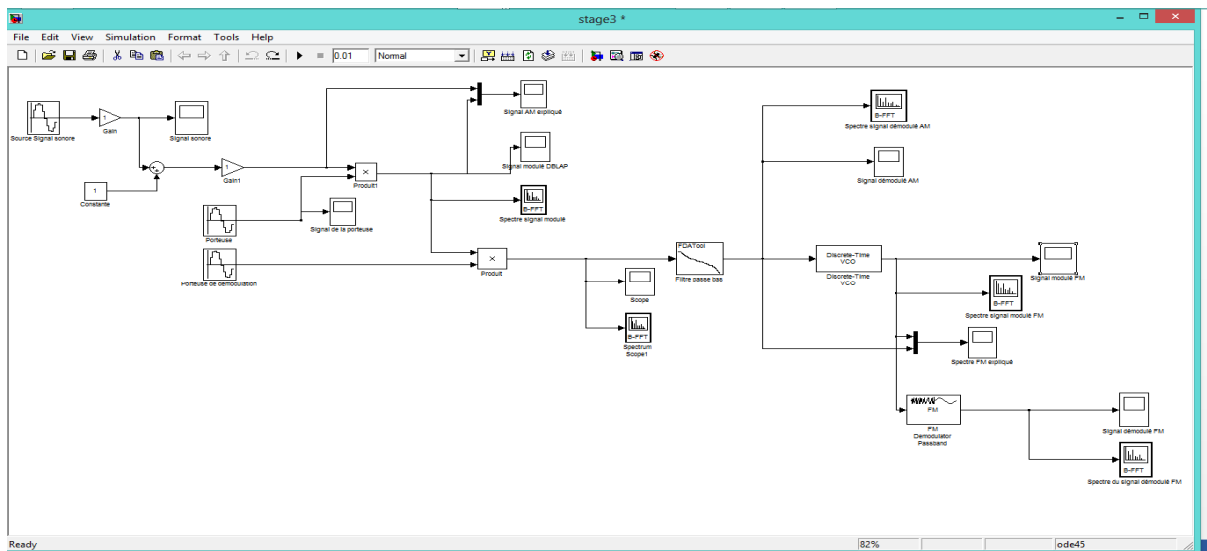 stage3 *
File Edit View Simulation Format Tools Help
0.01 Normal
Source Signal sonore
1
Gain
Signal sonore
1
Constante
1
Gain1
Porteuse
Signal de la porteuse
Porteuse de demodulation
×
Produit1
Signal AM expliqué
Signal modulé DBLAP
B-FFT
Spectre signal modulé
×
Produit
Scope
B-FFT
Spectrum
Scope1
FDATool
Filtre passe bas
B-FFT
Spectre signal démodulé AM
Signal démodulé AM
Discrete-Time
VCO
Discrete-Time
VCO
Signal modulé FM
B-FFT
Spectre signal modulé FM
Spectre FM expliqué
FM
FM
Demodulator
Passband
Signal démodulé FM
B-FFT
Spectre du signal démodulé FM
Ready 82% ode45